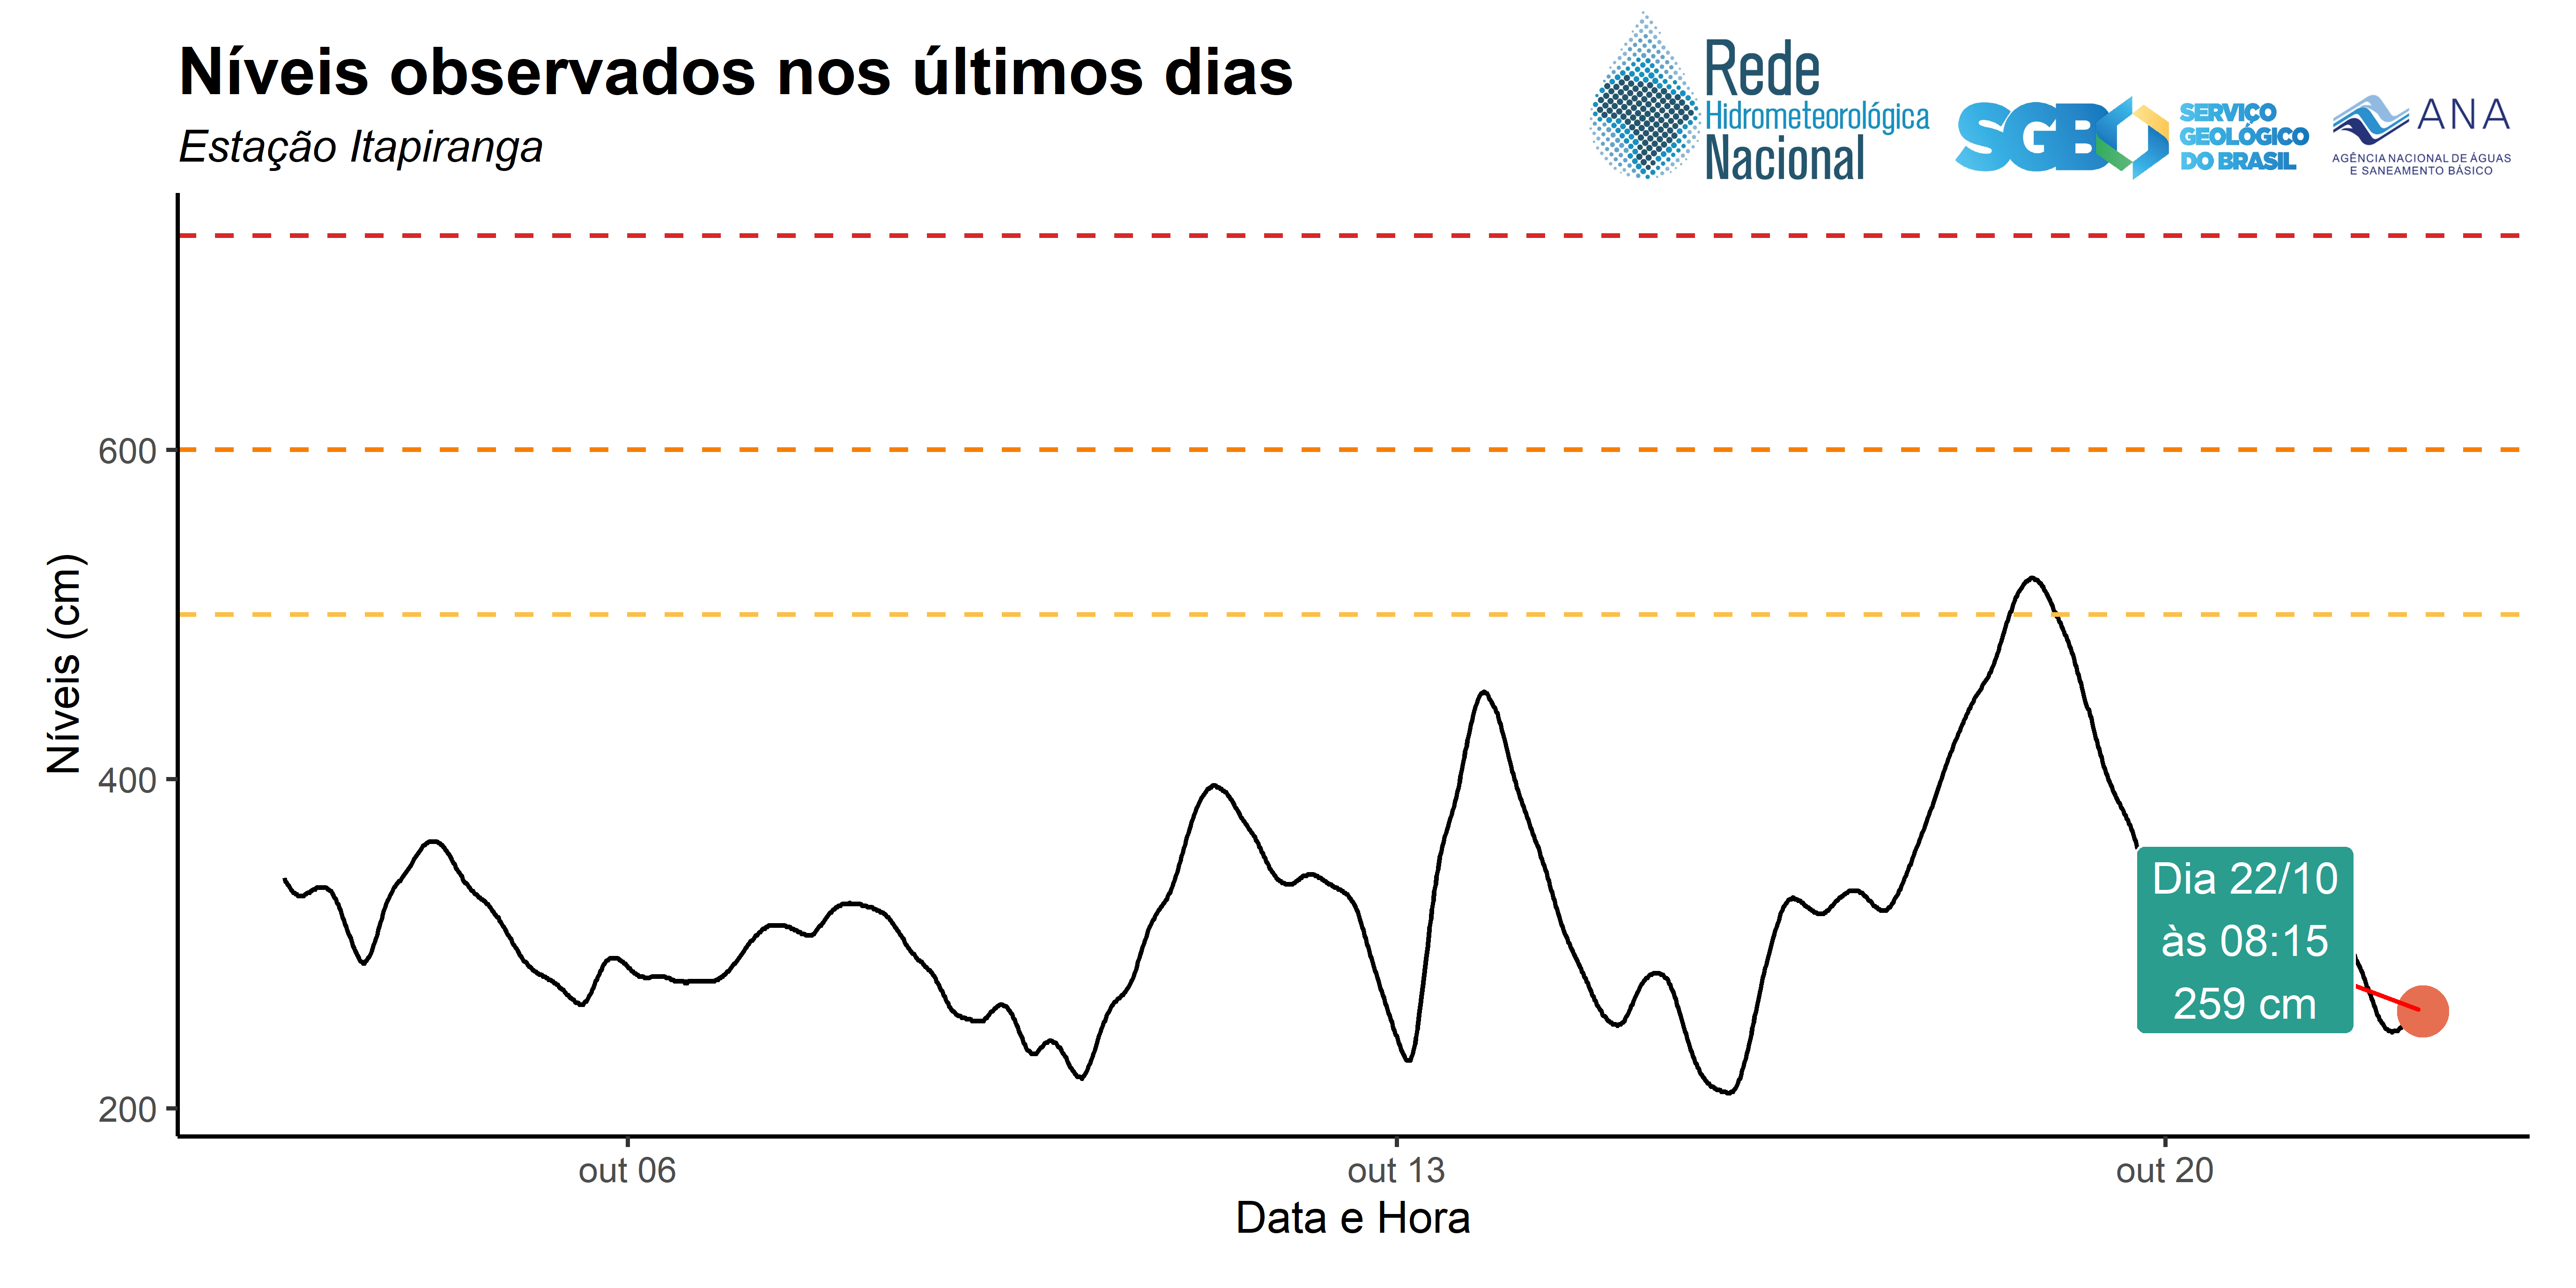 Níveis observados nos últimos dias
Estação Itapiranga
Rede
Hidrometeorológica
Nacional
SGB
SERVIÇO
GEOLÓGICO
DO BRASIL
ANA
AGÊNCIA NACIONAL DE ÁGUAS
E SANEAMENTO BÁSICO
Níveis (cm)
600
400
200
Dia 22/10
às 08:15
259 cm
out 06
out 13
out 20
Data e Hora